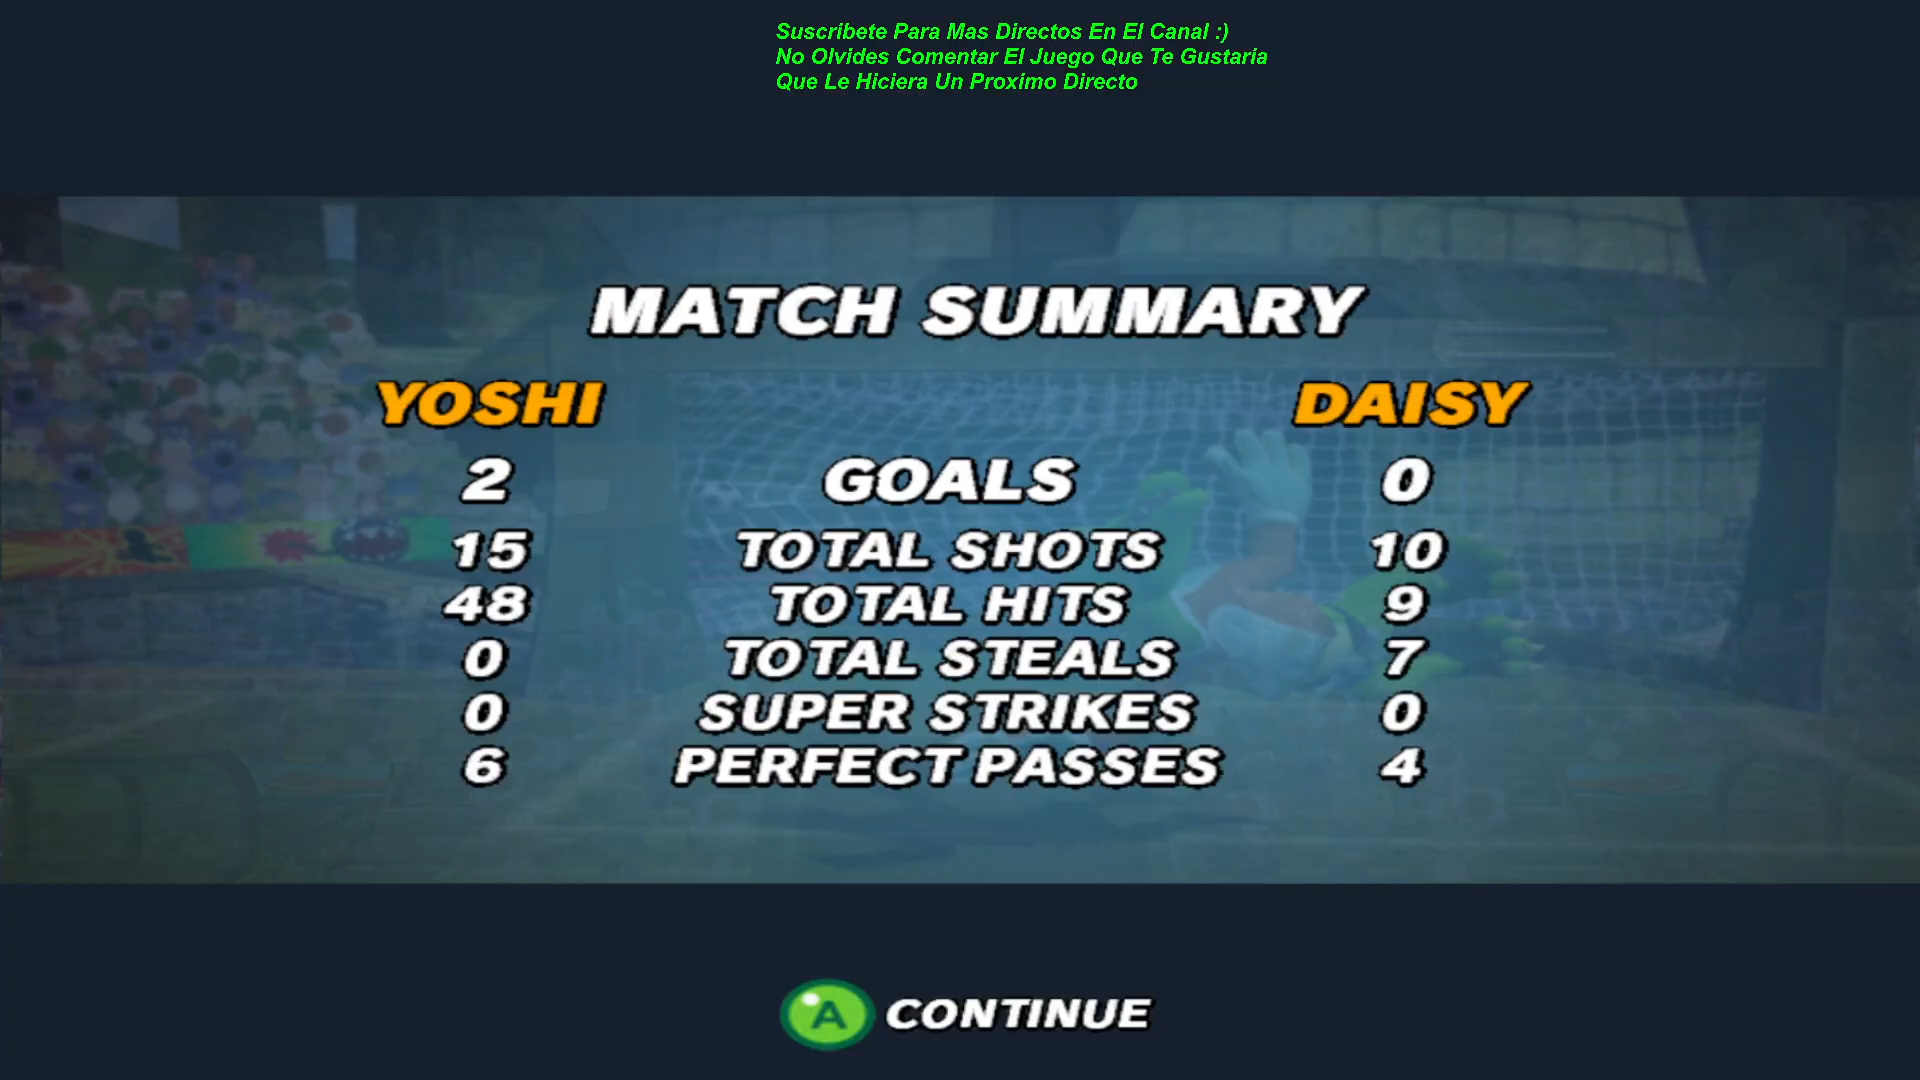 Suscribete Para Mas Directos En El Canal :)
No Olvides Comentar El Juego Que Te Gustaria
Que Le Hiciera Un Proximo Directo
MATCH SUMMARY
YOSHI DAISY
2 GOALS 0
15 TOTAL SHOTS 10
48 TOTAL HITS 9
0 TOTAL STEALS 7
0 SUPER STRIKES 0
6 PERFECT PASSES 4
A CONTINUE